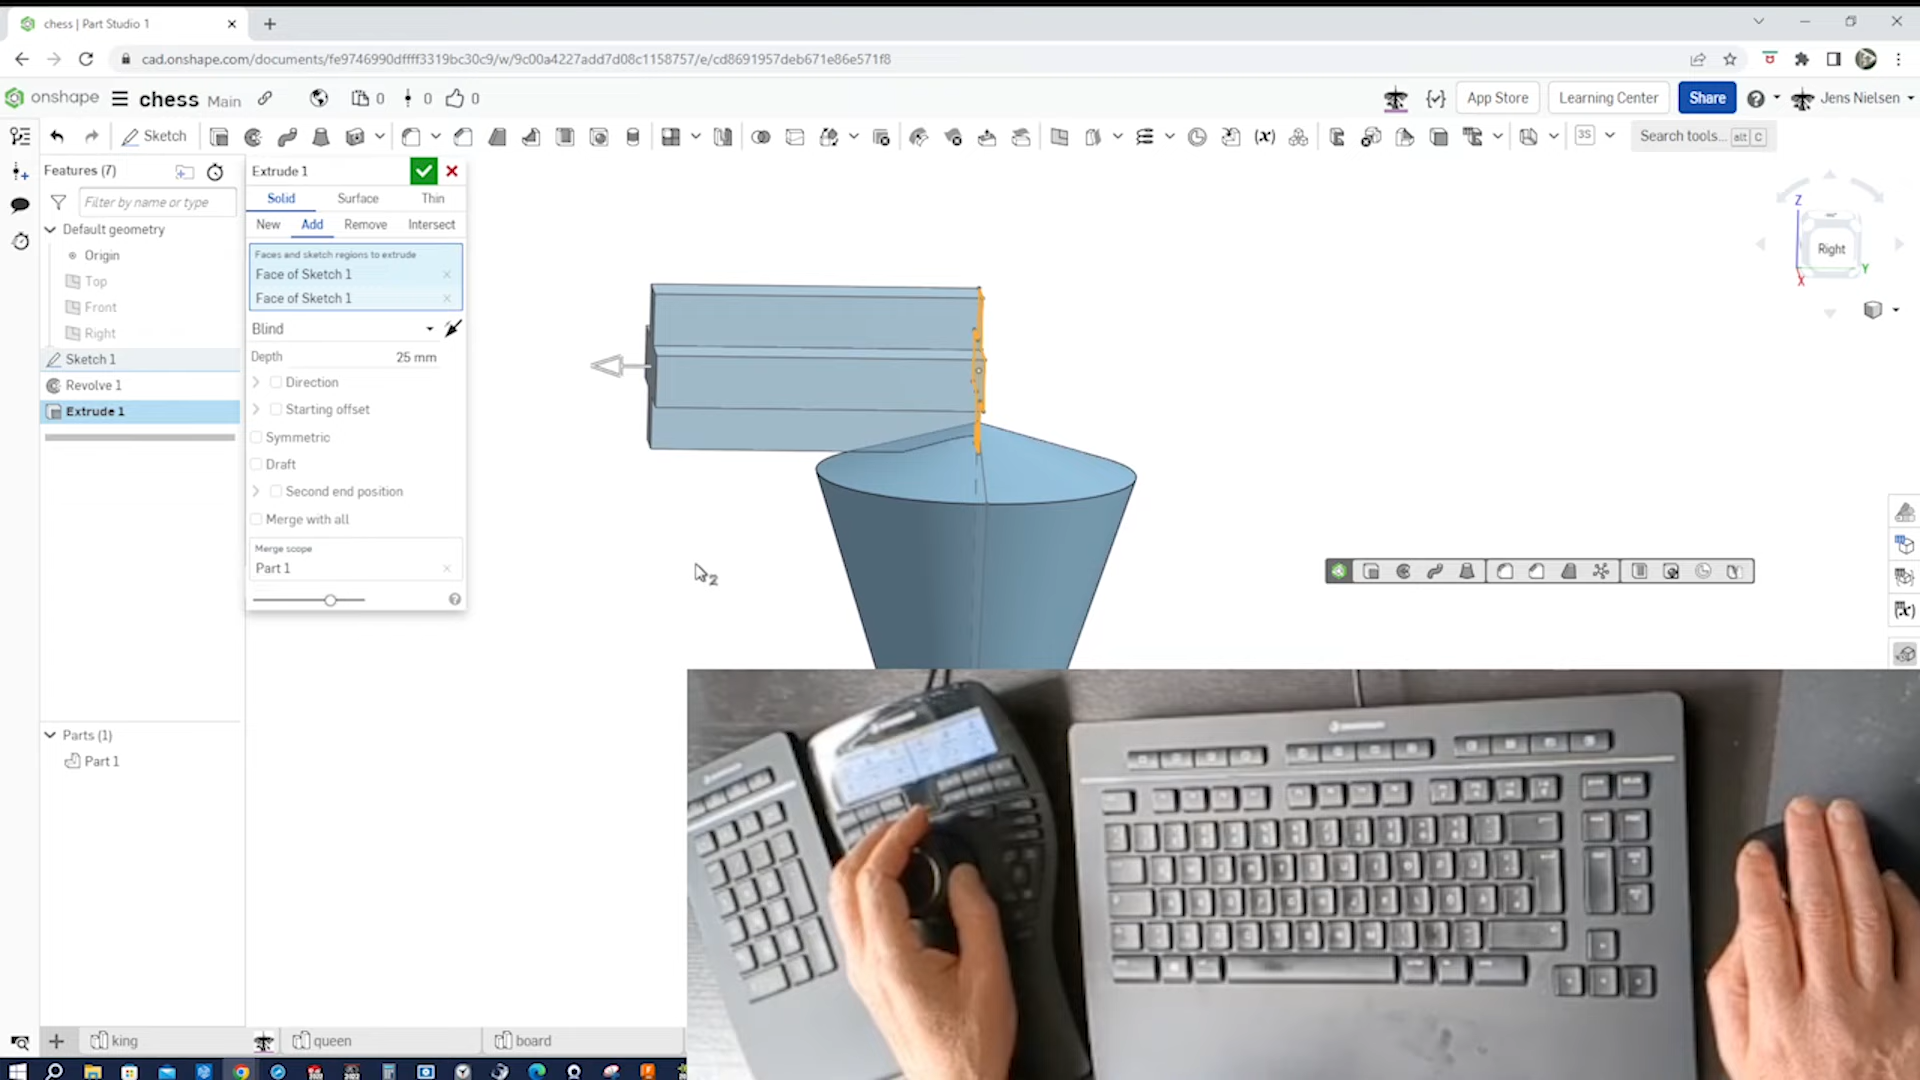 chess | Part Studio 1
cad.onshape.com/documents/fe9746990dffff3319bc30c9/w/9c00a4227add7d08c1158757/e/cd8691957deb671e86e571f8
onshape chess Main 0 0 0 App Store Learning Center Share Jens Nielsen
Sketch (x) 3S Search tools... alt C
Features (7)
Filter by name or type
Default geometry
Origin
Top
Front
Right
Sketch 1
Revolve 1
Extrude 1
Parts (1)
Part 1
Extrude 1
Solid Surface Thin
New Add Remove Intersect
Faces and sketch regions to extrude
Face of Sketch 1
Face of Sketch 1
Blind
Depth 25 mm
Direction
Starting offset
Symmetric
Draft
Second end position
Merge with all
Merge scope
Part 1
Z
Right
Y
X
(x)
king queen board